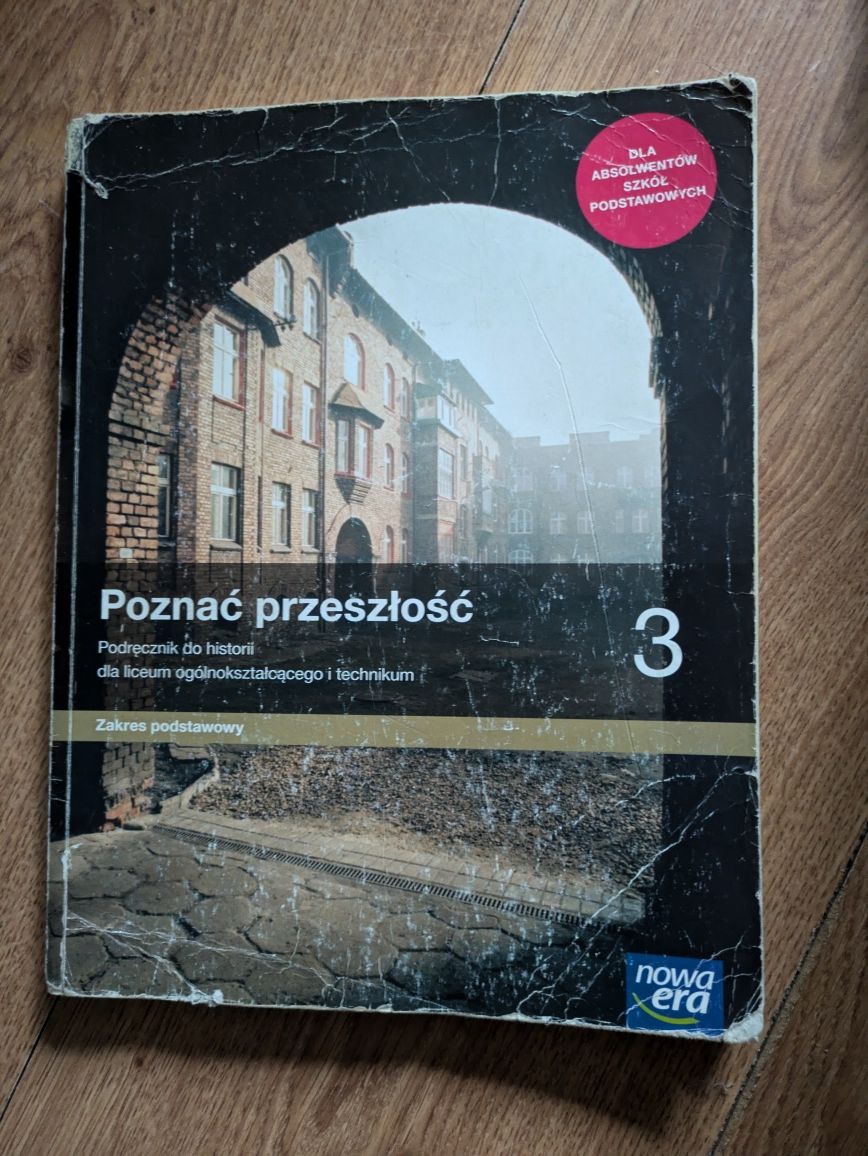 DLA
ABSOLWENTÓW
SZKÓŁ
PODSTAWOWYCH
Poznać przeszłość
3
Podręcznik do historii
dla liceum ogólnokształcącego i technikum
Zakres podstawowy
nowa
era